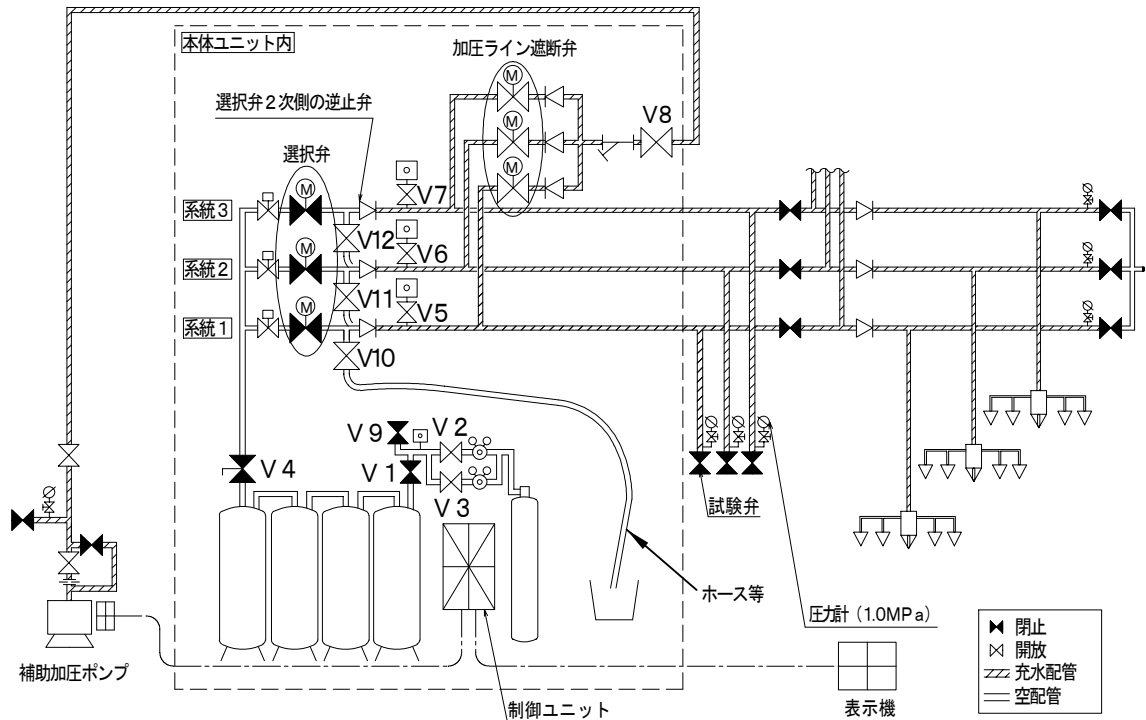 本体ユニット内
加圧ライン遮断弁
選択弁2次側の逆止弁
V8
選択弁
M
M
M
M
M
M
V7
系統3
V12
V6
系統2
V11
V5
系統1
V10
V9
V2
V4
V1
V3
試験弁
ホース等
圧力計（1.0MPa）
補助加圧ポンプ
制御ユニット
表示機
閉止
開放
充水配管
空配管